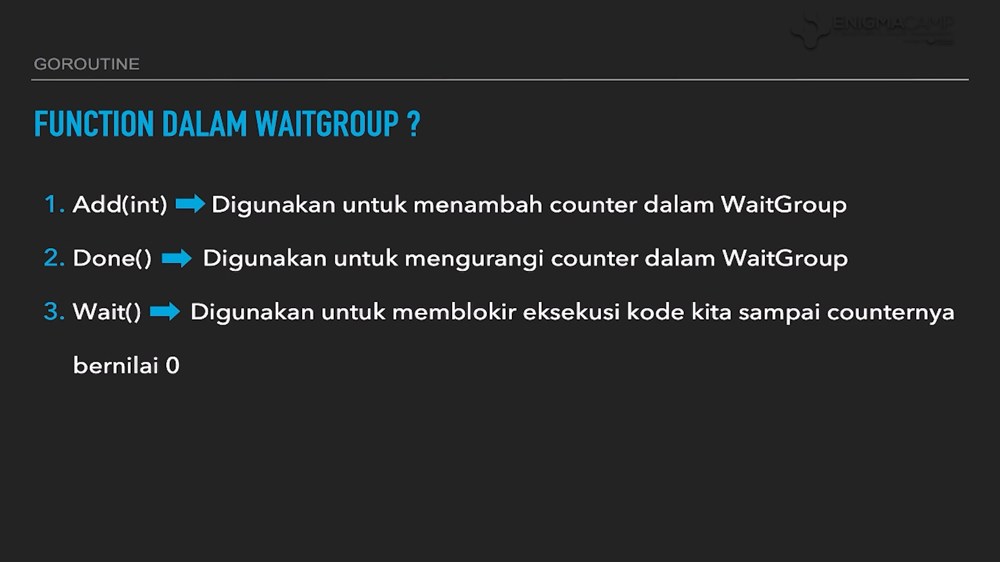 ENIGMACAMP
GOROUTINE
FUNCTION DALAM WAITGROUP ?
1. Add(int) ➡ Digunakan untuk menambah counter dalam WaitGroup
2. Done() ➡ Digunakan untuk mengurangi counter dalam WaitGroup
3. Wait() ➡ Digunakan untuk memblokir eksekusi kode kita sampai counternya
bernilai 0